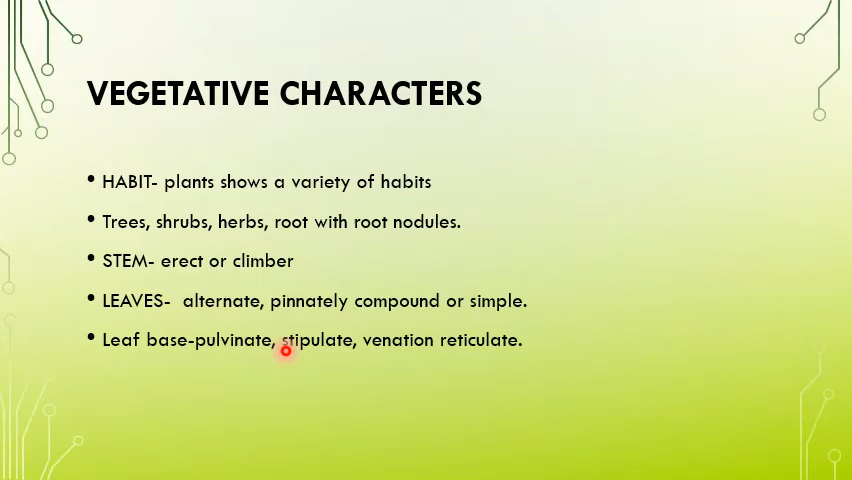 VEGETATIVE CHARACTERS
• HABIT- plants shows a variety of habits
• Trees, shrubs, herbs, root with root nodules.
• STEM- erect or climber
• LEAVES- alternate, pinnately compound or simple.
• Leaf base-pulvinate, stipulate, venation reticulate.